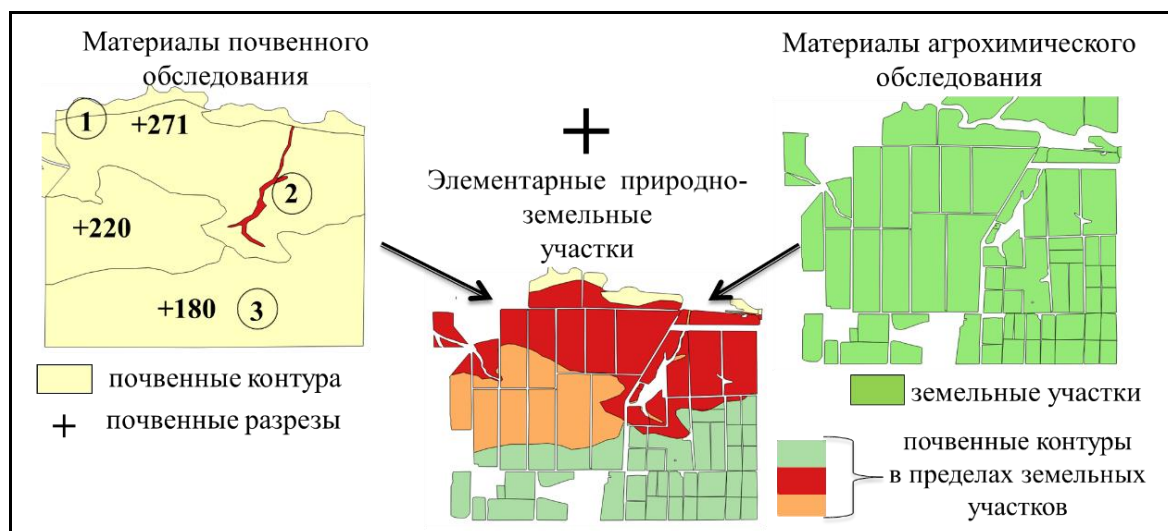 Материалы почвенного
обследования
1
+271
2
+220
+180
3
почвенные контура
+ почвенные разрезы
+
Элементарные природно-
земельные
участки
Материалы агрохимического
обследования
земельные участки
почвенные контуры
в пределах земельных
участков